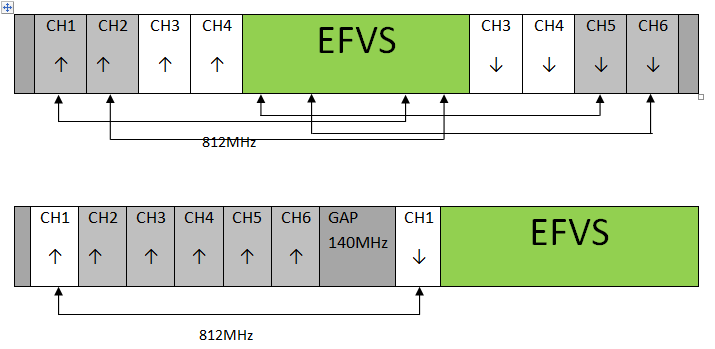 CH1 CH2 CH3 CH4 EFVS CH3 CH4 CH5 CH6
↑ ↑ ↑ ↑ ↓ ↓ ↓ ↓
812MHz
CH1 CH2 CH3 CH4 CH5 CH6 GAP CH1 EFVS
140MHz
↑ ↑ ↑ ↑ ↑ ↑ ↓
812MHz